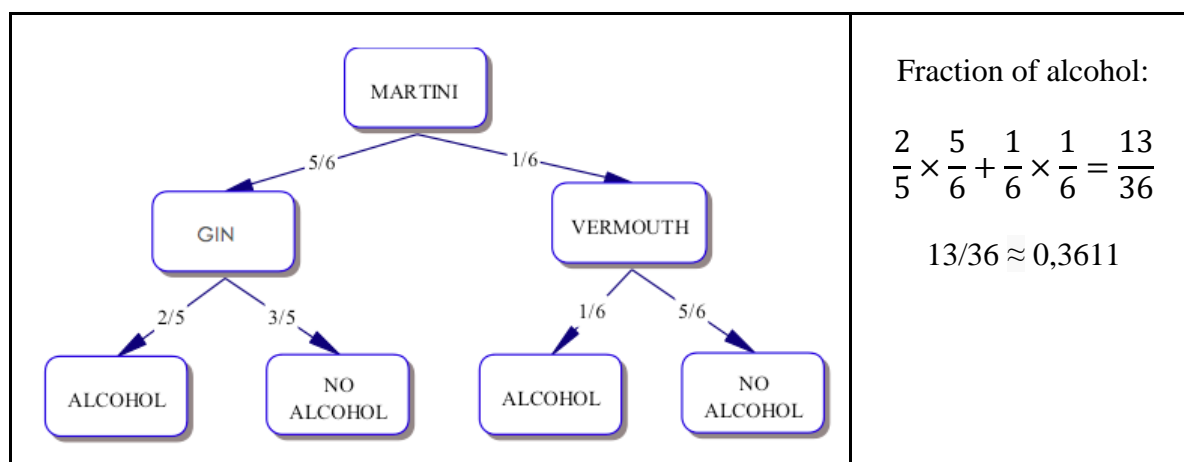 MARTINI
5/6
1/6
GIN
VERMOUTH
2/5
3/5
1/6
5/6
ALCOHOL
NO
ALCOHOL
ALCOHOL
NO
ALCOHOL
Fraction of alcohol:
2/5 × 5/6 + 1/6 × 1/6 = 13/36
13/36 ≈ 0,3611